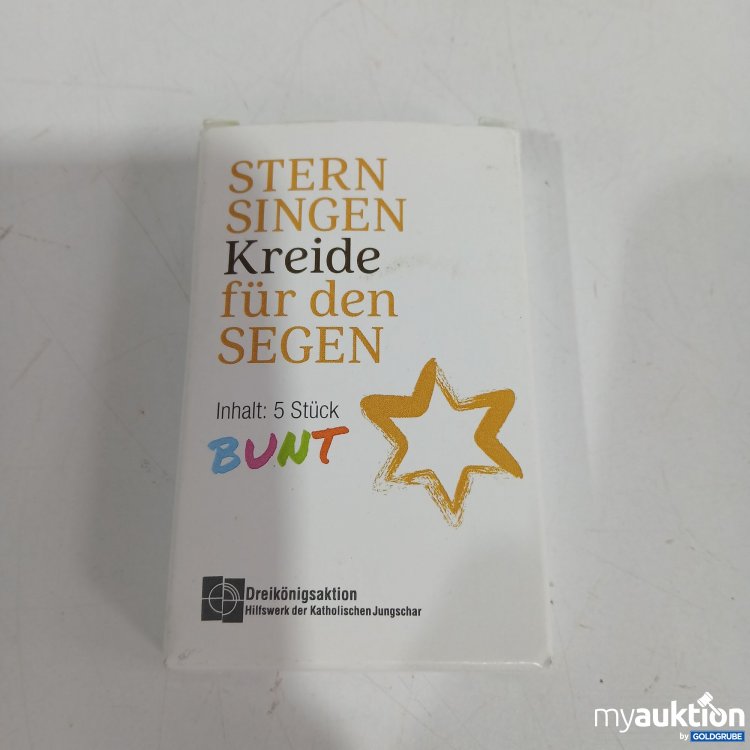 STERN
SINGEN
Kreide
für den
SEGEN
Inhalt: 5 Stück
BUNT
Dreikönigsaktion
Hilfswerk der Katholischen Jungschar
myauktion
by GOLDGRUBE